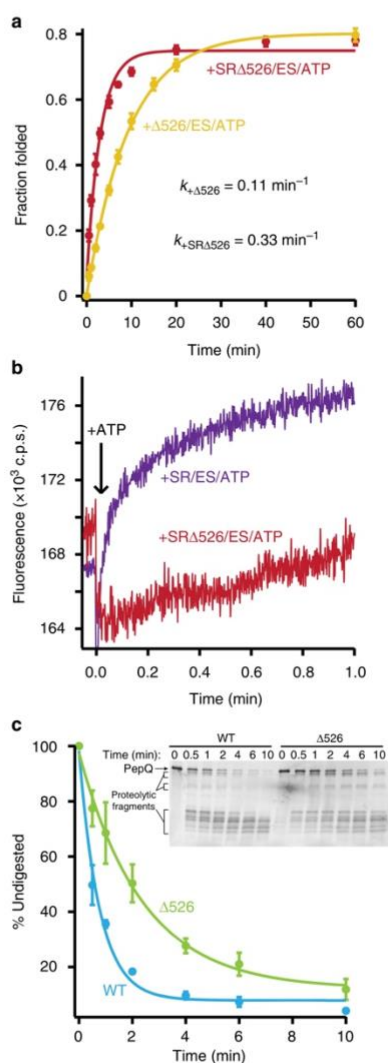 a
0.8
0.6
0.4
0.2
0
Fraction folded
+SRΔ526/ES/ATP
+Δ526/ES/ATP
k+Δ526 = 0.11 min⁻¹
k+SRΔ526 = 0.33 min⁻¹
0 10 20 30 40 50 60
Time (min)
b
176
172
168
164
Fluorescence (×10³ c.p.s.)
+ATP
+SR/ES/ATP
+SRΔ526/ES/ATP
0.0 0.2 0.4 0.6 0.8 1.0
Time (min)
c
100
80
60
40
20
% Undigested
WT Δ526
Time (min): 0 0.5 1 2 4 6 10 0 0.5 1 2 4 6 10
PepQ
Proteolytic
fragments
Δ526
WT
0 2 4 6 8 10
Time (min)